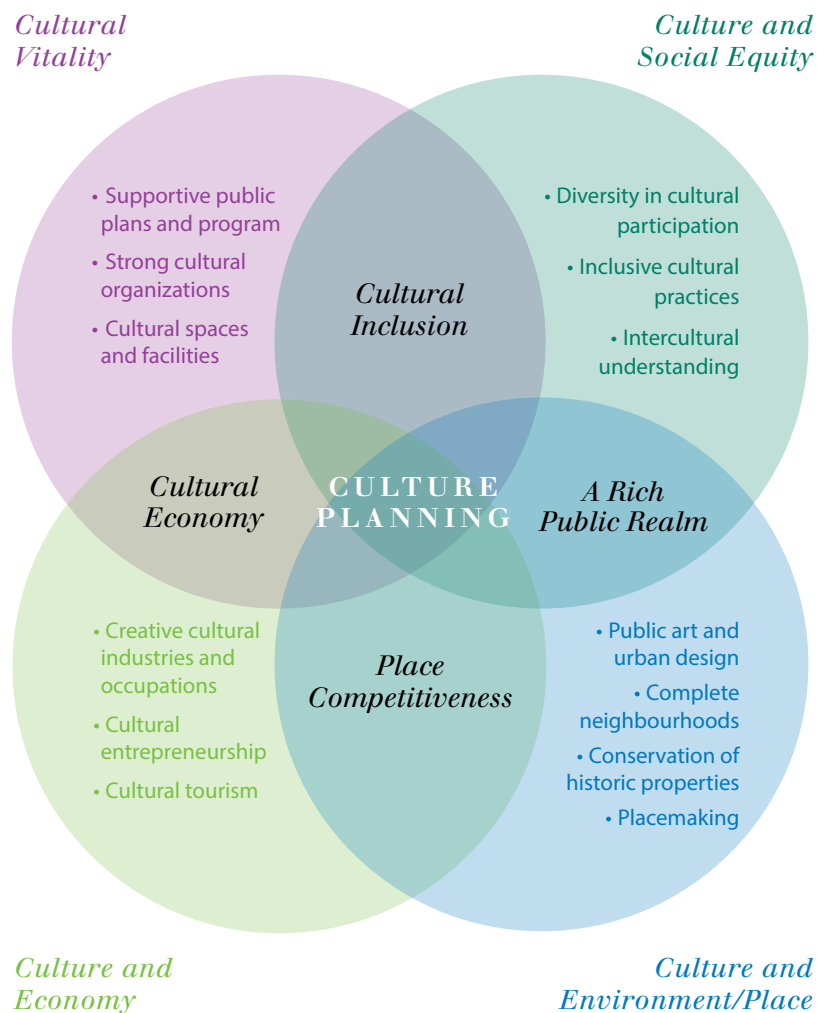 Cultural
Vitality
Culture and
Social Equity
• Supportive public
plans and program
• Strong cultural
organizations
• Cultural spaces
and facilities
Cultural
Inclusion
• Diversity in cultural
participation
• Inclusive cultural
practices
• Intercultural
understanding
Cultural
Economy
CULTURE
PLANNING
A Rich
Public Realm
• Creative cultural
industries and
occupations
• Cultural
entrepreneurship
• Cultural tourism
Place
Competitiveness
• Public art and
urban design
• Complete
neighbourhoods
• Conservation of
historic properties
• Placemaking
Culture and
Economy
Culture and
Environment/Place